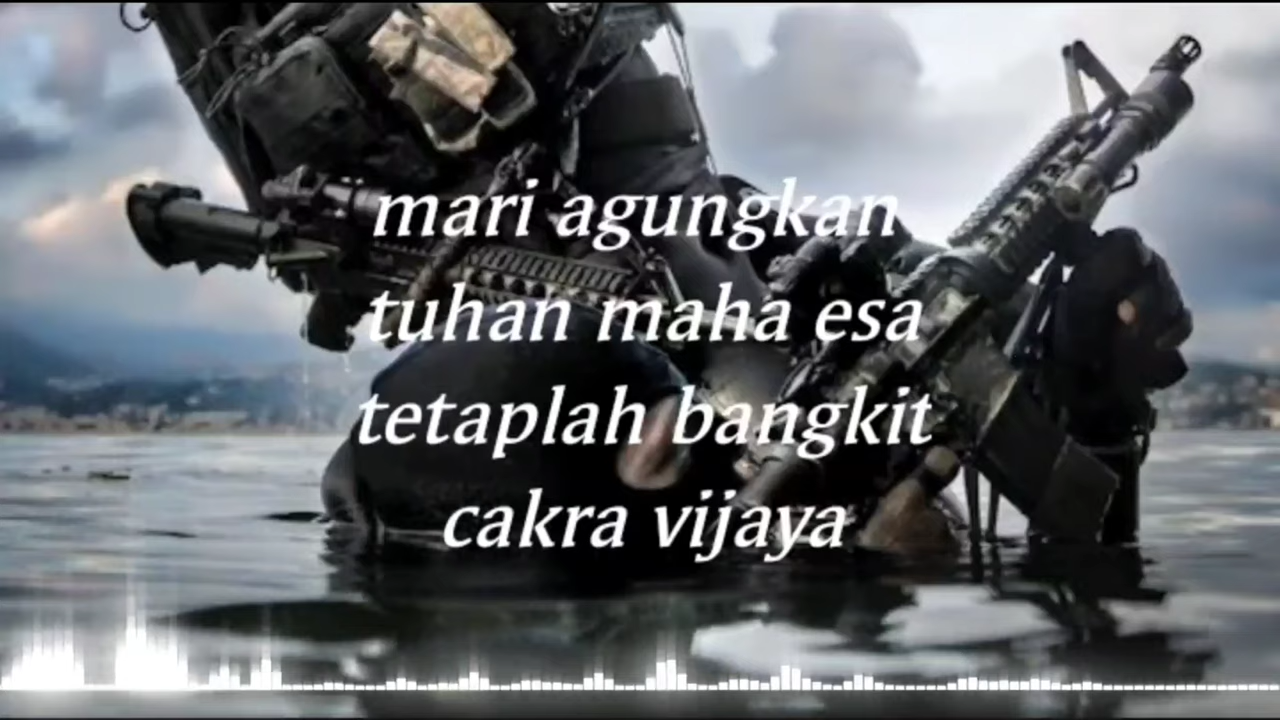 mari agungkan
tuhan maha esa
tetaplah bangkit
cakra vijaya